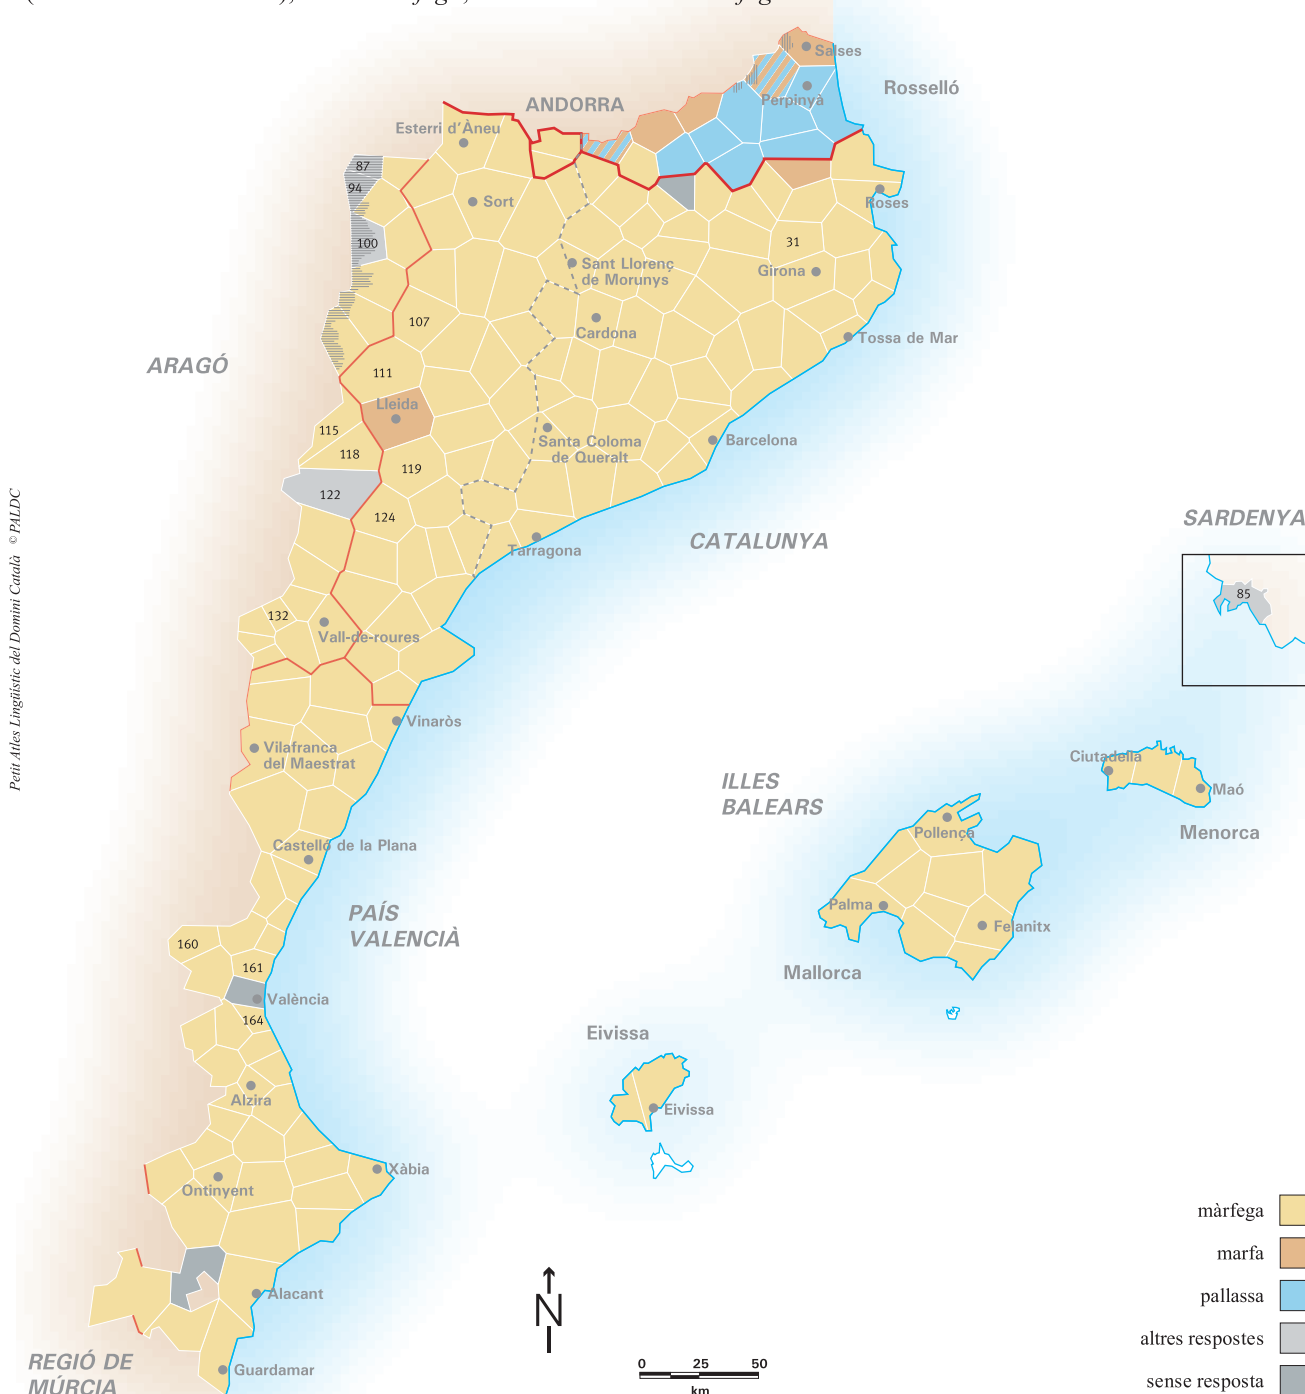 Salses
Rosselló
Perpinyà
ANDORRA
Esterri d'Àneu
87
94
Sort
Roses
100
31
Sant Llorenç
de Morunys
Girona
107
Cardona
Tossa de Mar
ARAGÓ
111
Lleida
115
118
Santa Coloma
de Queralt
Barcelona
119
122
124
Tarragona
CATALUNYA
SARDENYA
85
Petit Atles Lingüístic del Domini Català © PALDC
132
Vall-de-roures
Vinaròs
Vilafranca
del Maestrat
Ciutadella
Maó
Menorca
ILLES
BALEARS
Pollença
Castelló de la Plana
Palma
Felanitx
Mallorca
PAÍS
VALENCIÀ
160
161
València
164
Eivissa
Eivissa
Alzira
Xàbia
Ontinyent
màrfega
marfa
pallassa
altres respostes
sense resposta
Alacant
N
REGIÓ DE
MÚRCIA
Guardamar
0 25 50
km